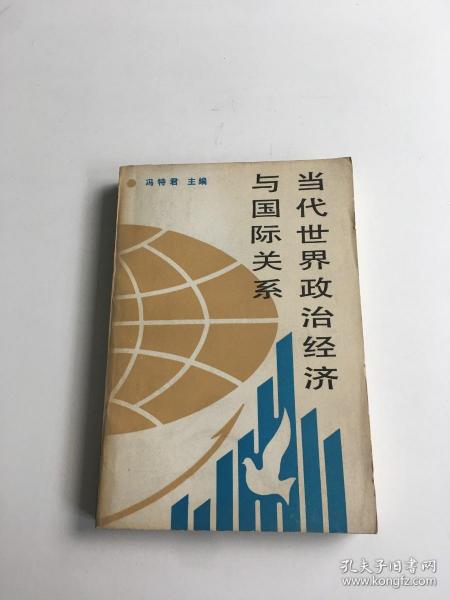 冯特君 主编
当代世界政治经济
与国际关系
孔夫子旧书网
www.kongfz.com